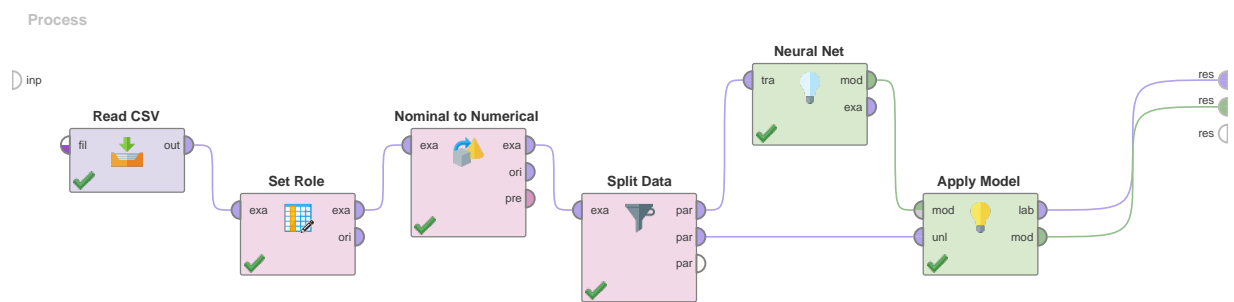 Process
inp
Read CSV
fil out
Set Role
exa exa
ori
Nominal to Numerical
exa exa
ori
pre
Split Data
exa par
par
par
Neural Net
tra mod
exa
Apply Model
mod lab
unl mod
res
res
res